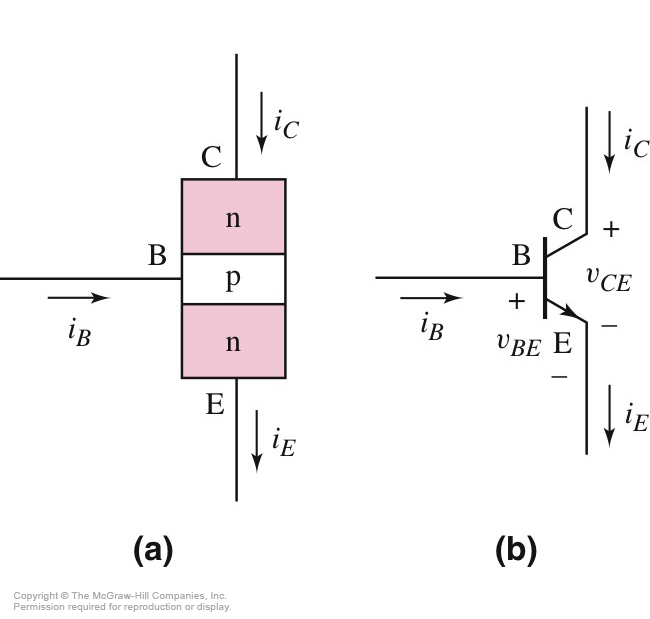 C
i_C
n
B
p
i_B
n
E
i_E
(a)
i_C
C
+
B
v_CE
+
i_B
v_BE
E
−
−
i_E
(b)
Copyright © The McGraw-Hill Companies, Inc.
Permission required for reproduction or display.